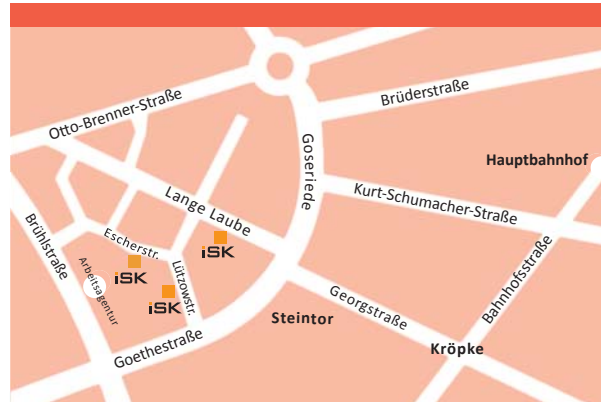 Otto-Brenner-Straße
Brüderstraße
Goseriede
Hauptbahnhof
Kurt-Schumacher-Straße
Lange Laube
Brühlstraße
Escherstr.
iSK
Arbeitsagentur
iSK
Lützowstr.
iSK
Bahnhofsstraße
Georgstraße
Steintor
Goethestraße
Kröpke